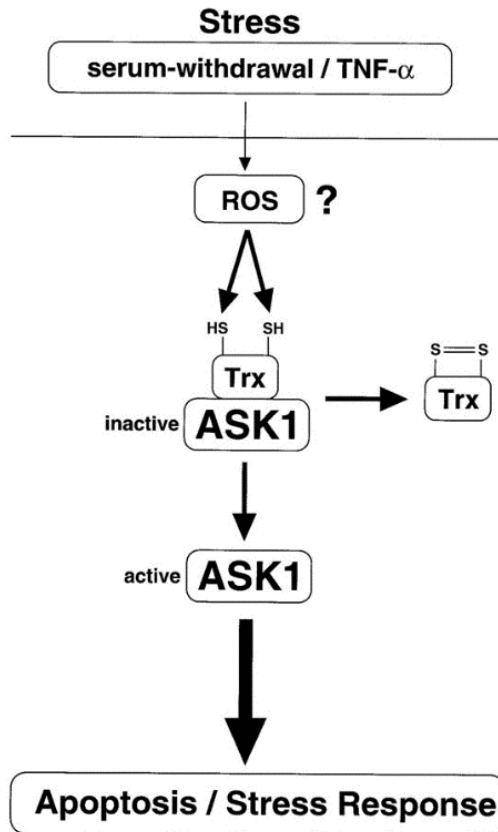 Stress
serum-withdrawal / TNF-α
ROS ?
HS SH
S S
Trx
Trx
inactive ASK1
active ASK1
Apoptosis / Stress Response